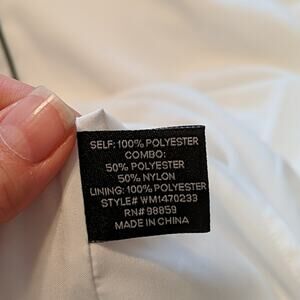 SELF: 100% POLYESTER
COMBO:
50% POLYESTER
50% NYLON
LINING: 100% POLYESTER
STYLE# WM1470233
RN# 98859
MADE IN CHINA